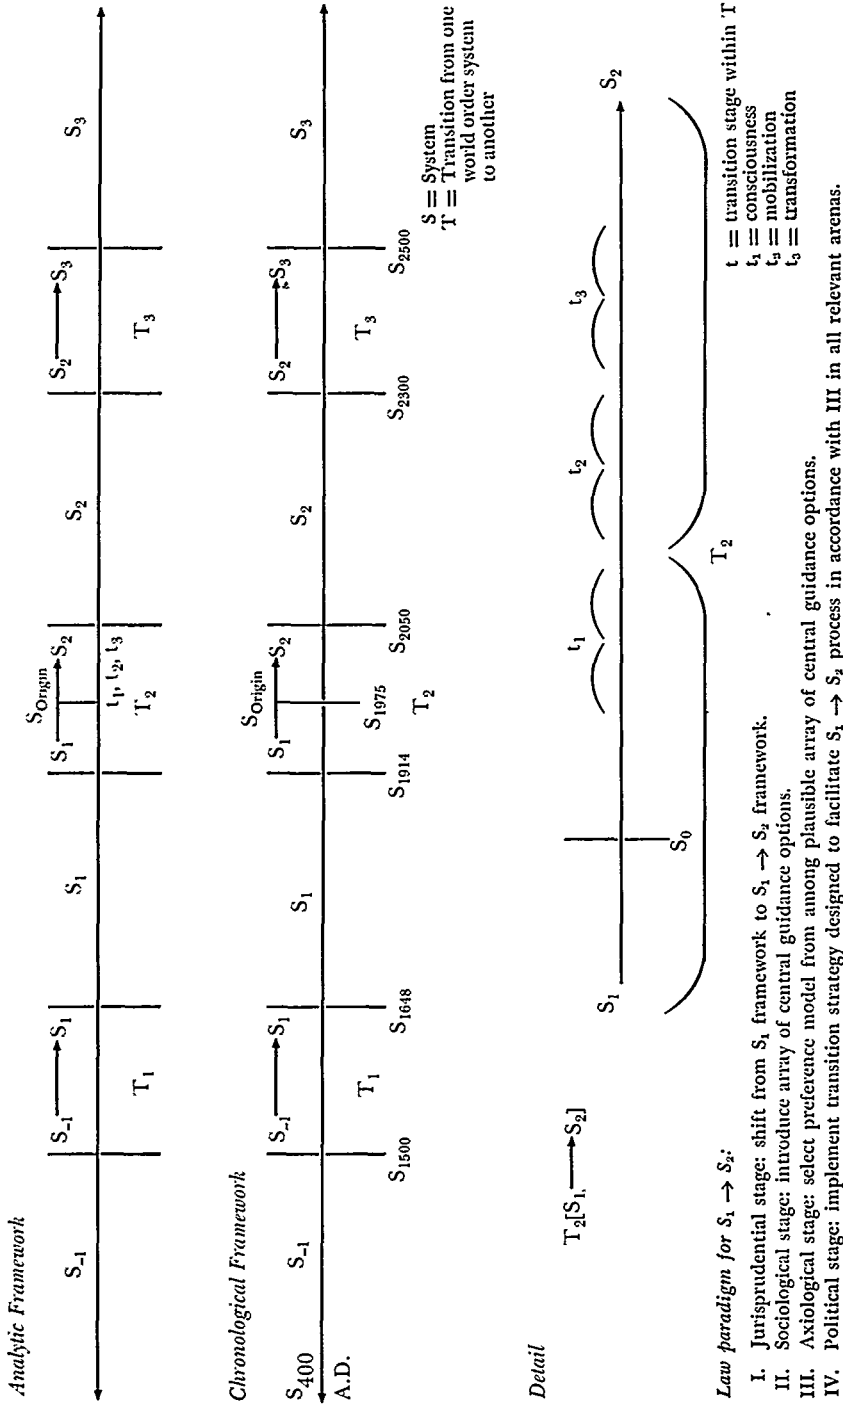 Analytic Framework
S₋₁ → S₁
S₁ S_Origin → S₂
S₂ → S₃
S₋₁ T₁ S₁ t₁, t₂, t₃ T₂ S₂ T₃ S₃
Chronological Framework
S₋₁ → S₁
S₁ S_Origin → S₂
S₂ → S₃
S₄₀₀ S₋₁ S₁ S₂ S₃
A.D.
T₁ T₂ T₃
S₁₅₀₀ S₁₆₄₈ S₁₉₁₄ S₁₉₇₅ S₂₀₅₀ S₂₃₀₀ S₂₅₀₀
S = System
T = Transition from one
world order system
to another
Detail
T₂[S₁, → S₂]
t₁ t₂ t₃
S₁ S₂
S₀
T₂
t = transition stage within T
t₁ = consciousness
t₃ = mobilization
t₃ = transformation
Law paradigm for S₁ → S₂:
I. Jurisprudential stage: shift from S₁ framework to S₁ → S₂ framework.
II. Sociological stage: introduce array of central guidance options.
III. Axiological stage: select preference model from among plausible array of central guidance options.
IV. Political stage: implement transition strategy designed to facilitate S₁ → S₂ process in accordance with III in all relevant arenas.